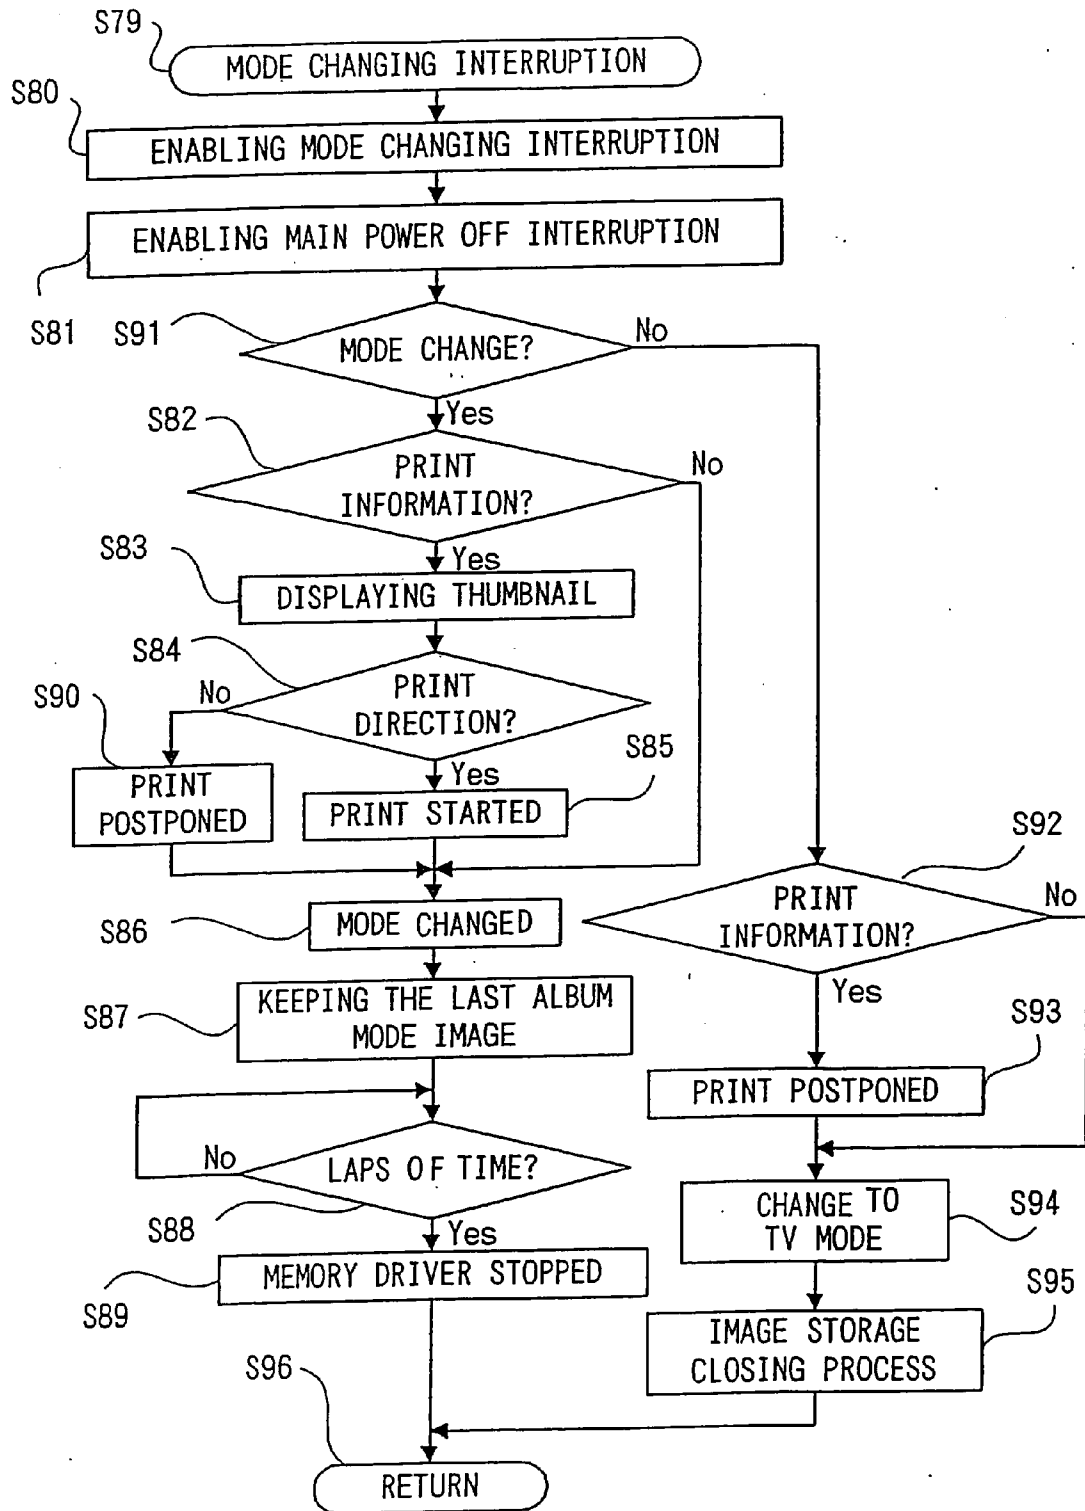 S79
MODE CHANGING INTERRUPTION
S80
ENABLING MODE CHANGING INTERRUPTION
ENABLING MAIN POWER OFF INTERRUPTION
S81
S91
MODE CHANGE?
No
Yes
S82
PRINT
INFORMATION?
No
Yes
S83
DISPLAYING THUMBNAIL
S84
PRINT
DIRECTION?
No
S90
Yes
S85
PRINT
POSTPONED
PRINT STARTED
S92
PRINT
INFORMATION?
No
Yes
S86
MODE CHANGED
S87
KEEPING THE LAST ALBUM
MODE IMAGE
S93
PRINT POSTPONED
LAPS OF TIME?
No
S88
Yes
CHANGE TO
TV MODE
S94
MEMORY DRIVER STOPPED
S89
S95
IMAGE STORAGE
CLOSING PROCESS
S96
RETURN